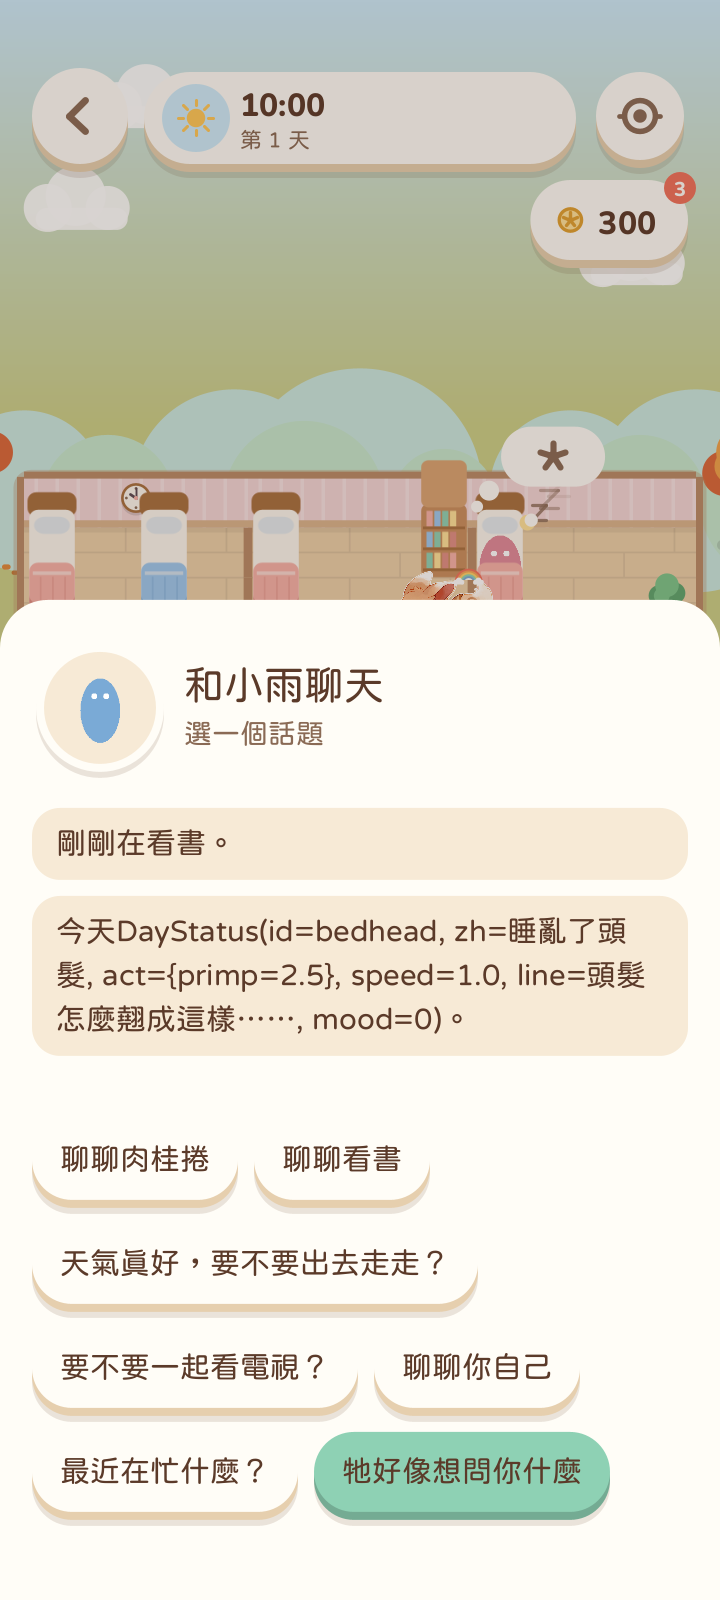 10:00
第 1 天
3
300
和小雨聊天
選一個話題
剛剛在看書。
今天DayStatus(id=bedhead, zh=睡亂了頭
髮, act={primp=2.5}, speed=1.0, line=頭髮
怎麼翹成這樣⋯⋯, mood=0)。
聊聊肉桂捲
聊聊看書
天氣真好，要不要出去走走？
要不要一起看電視？
聊聊你自己
最近在忙什麼？
牠好像想問你什麼